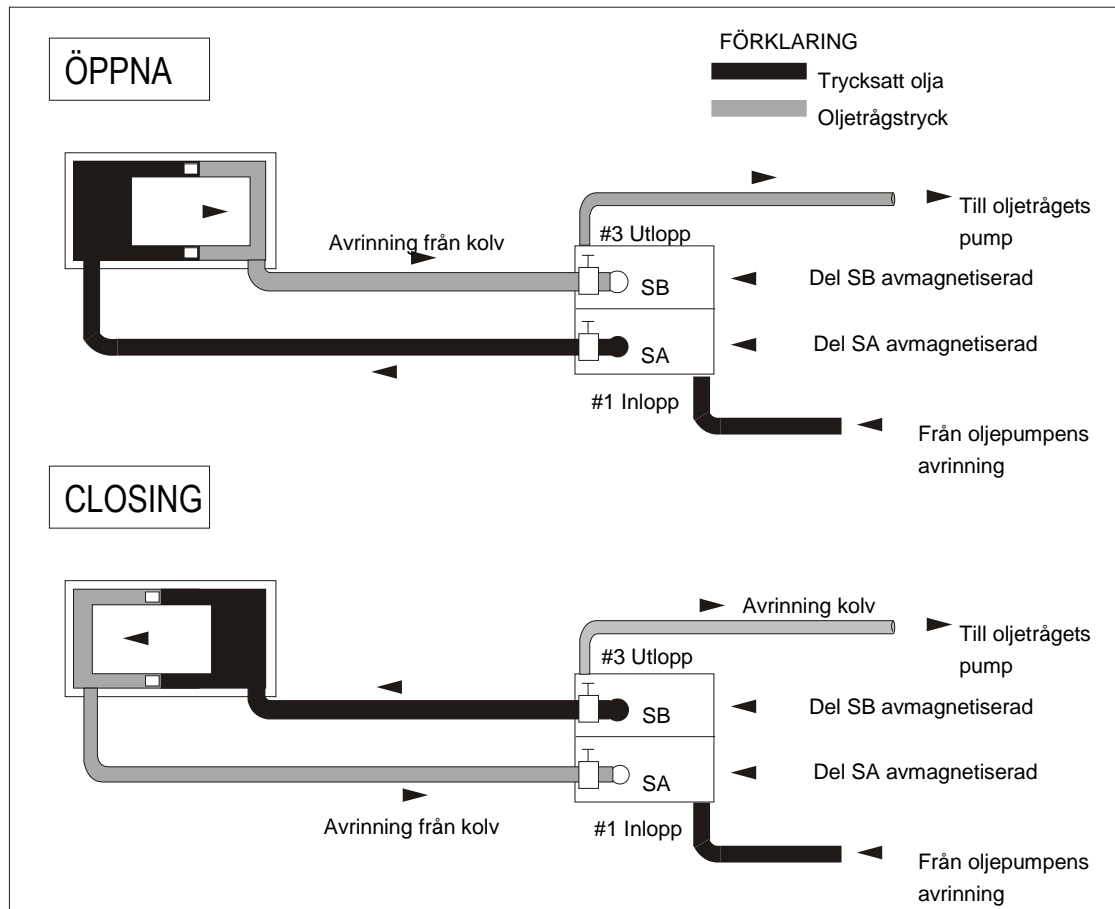 ÖPPNA
FÖRKLARING
Trycksatt olja
Oljetrågstryck
Avrinning från kolv
#3 Utlopp
Till oljetrågets
pump
SB
Del SB avmagnetiserad
SA
Del SA avmagnetiserad
#1 Inlopp
Från oljepumpens
avrinning
CLOSING
Avrinning kolv
#3 Utlopp
Till oljetrågets
pump
SB
Del SB avmagnetiserad
SA
Del SA avmagnetiserad
Avrinning från kolv
#1 Inlopp
Från oljepumpens
avrinning